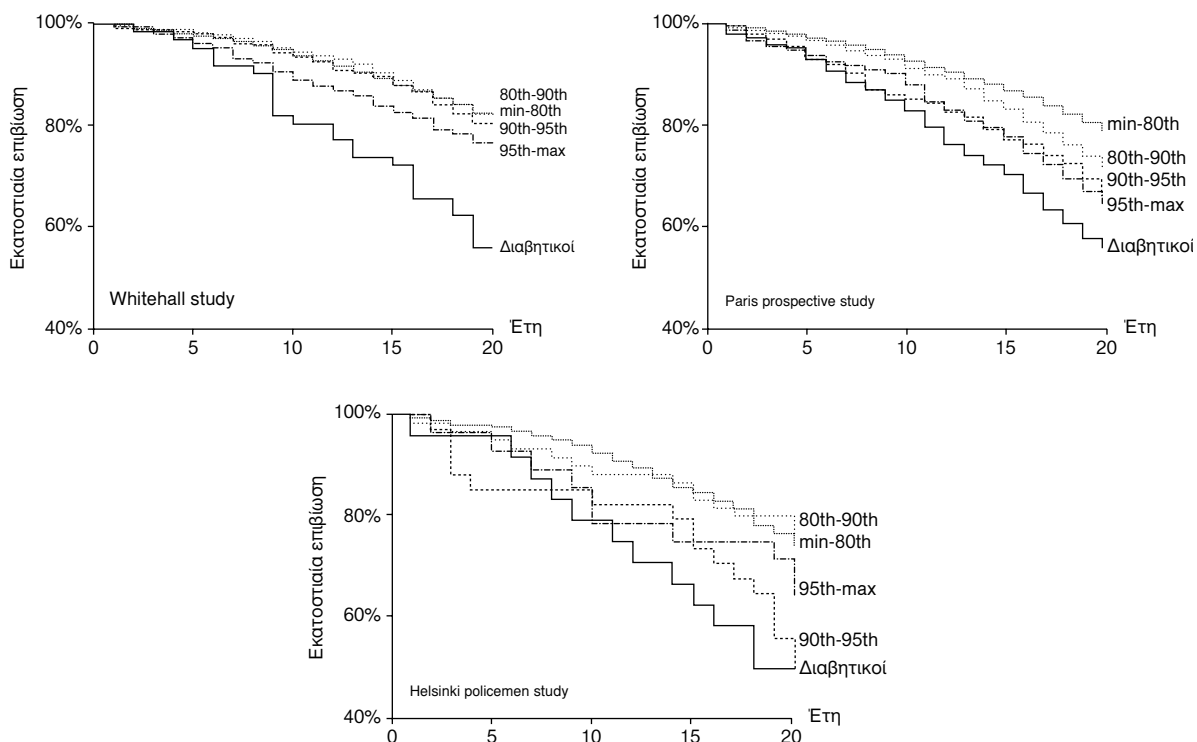 100%
80%
60%
40%
Εκατοστιαία επιβίωση
80th-90th
min-80th
90th-95th
95th-max
Διαβητικοί
Whitehall study
Έτη
0 5 10 15 20
100%
80%
60%
40%
Εκατοστιαία επιβίωση
min-80th
80th-90th
90th-95th
95th-max
Διαβητικοί
Paris prospective study
Έτη
0 5 10 15 20
100%
80%
60%
40%
Εκατοστιαία επιβίωση
80th-90th
min-80th
95th-max
90th-95th
Διαβητικοί
Helsinki policemen study
Έτη
0 5 10 15 20